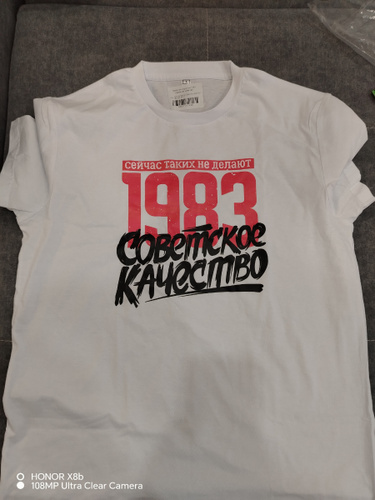 сейчас таких не делают
1983
Советское
Качество
HONOR X8b
108MP Ultra Clear Camera